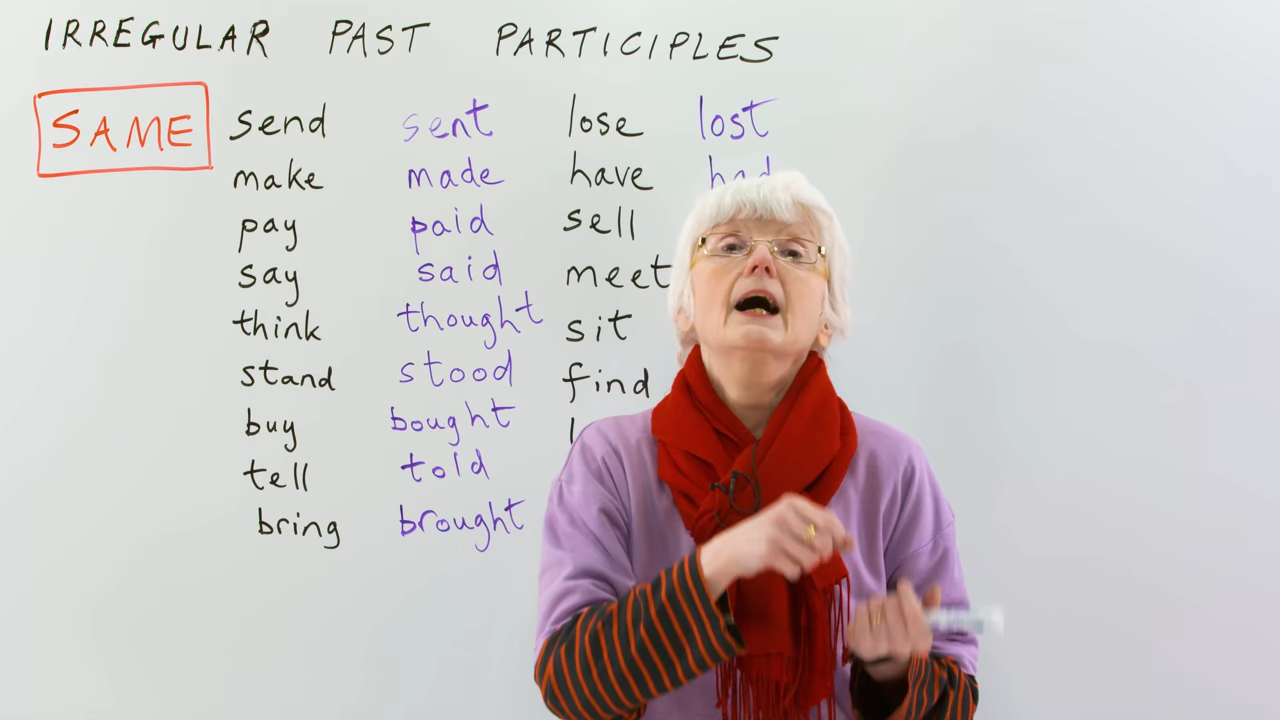 IRREGULAR PAST PARTICIPLES
SAME send sent lose lost
make made have had
pay paid sell
say said meet
think thought sit
stand stood find
buy bought
tell told
bring brought